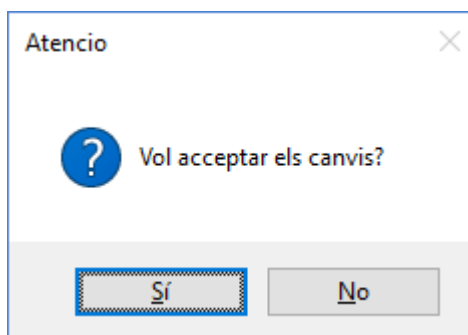 Atencio
Vol acceptar els canvis?
Sí
No